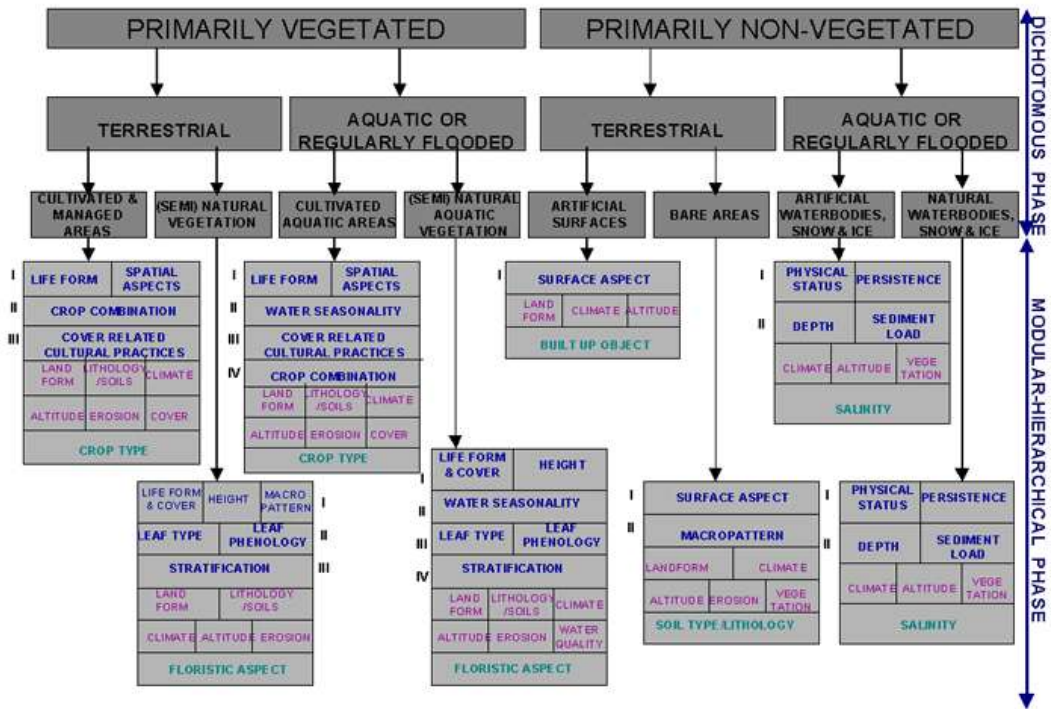 PRIMARILY VEGETATED
PRIMARILY NON-VEGETATED
DICHOTOMOUS PHASE
TERRESTRIAL
AQUATIC OR
REGULARLY FLOODED
TERRESTRIAL
AQUATIC OR
REGULARLY FLOODED
CULTIVATED &
MANAGED
AREAS
(SEMI) NATURAL
VEGETATION
CULTIVATED
AQUATIC AREAS
(SEMI) NATURAL
AQUATIC
VEGETATION
ARTIFICIAL
SURFACES
BARE AREAS
ARTIFICIAL
WATERBODIES,
SNOW & ICE
NATURAL
WATERBODIES,
SNOW & ICE
MODULAR-HIERARCHICAL PHASE
I
LIFE FORM
SPATIAL
ASPECTS
II
CROP COMBINATION
III
COVER RELATED
CULTURAL PRACTICES
LAND
FORM
LITHOLOGY
/SOILS
CLIMATE
ALTITUDE
EROSION
COVER
CROP TYPE
I
LIFE FORM
SPATIAL
ASPECTS
II
WATER SEASONALITY
III
COVER RELATED
CULTURAL PRACTICES
IV
CROP COMBINATION
LAND
FORM
LITHOLOGY
/SOILS
CLIMATE
ALTITUDE
EROSION
COVER
CROP TYPE
I
SURFACE ASPECT
LAND
FORM
CLIMATE
ALTITUDE
BUILT UP OBJECT
I
PHYSICAL
STATUS
PERSISTENCE
II
DEPTH
SEDIMENT
LOAD
CLIMATE
ALTITUDE
VEGE
TATION
SALINITY
LIFE FORM
& COVER
HEIGHT
MACRO
PATTERN
I
LEAF TYPE
LEAF
PHENOLOGY
II
STRATIFICATION
III
LAND
FORM
LITHOLOGY
/SOILS
CLIMATE
ALTITUDE
EROSION
FLORISTIC ASPECT
I
LIFE FORM
& COVER
HEIGHT
II
WATER SEASONALITY
III
LEAF TYPE
LEAF
PHENOLOGY
IV
STRATIFICATION
LAND
FORM
LITHOLOGY
/SOILS
CLIMATE
ALTITUDE
EROSION
WATER
QUALITY
FLORISTIC ASPECT
I
SURFACE ASPECT
II
MACROPATTERN
LANDFORM
CLIMATE
ALTITUDE
EROSION
VEGE
TATION
SOIL TYPE/LITHOLOGY
I
PHYSICAL
STATUS
PERSISTENCE
II
DEPTH
SEDIMENT
LOAD
CLIMATE
ALTITUDE
VEGE
TATION
SALINITY